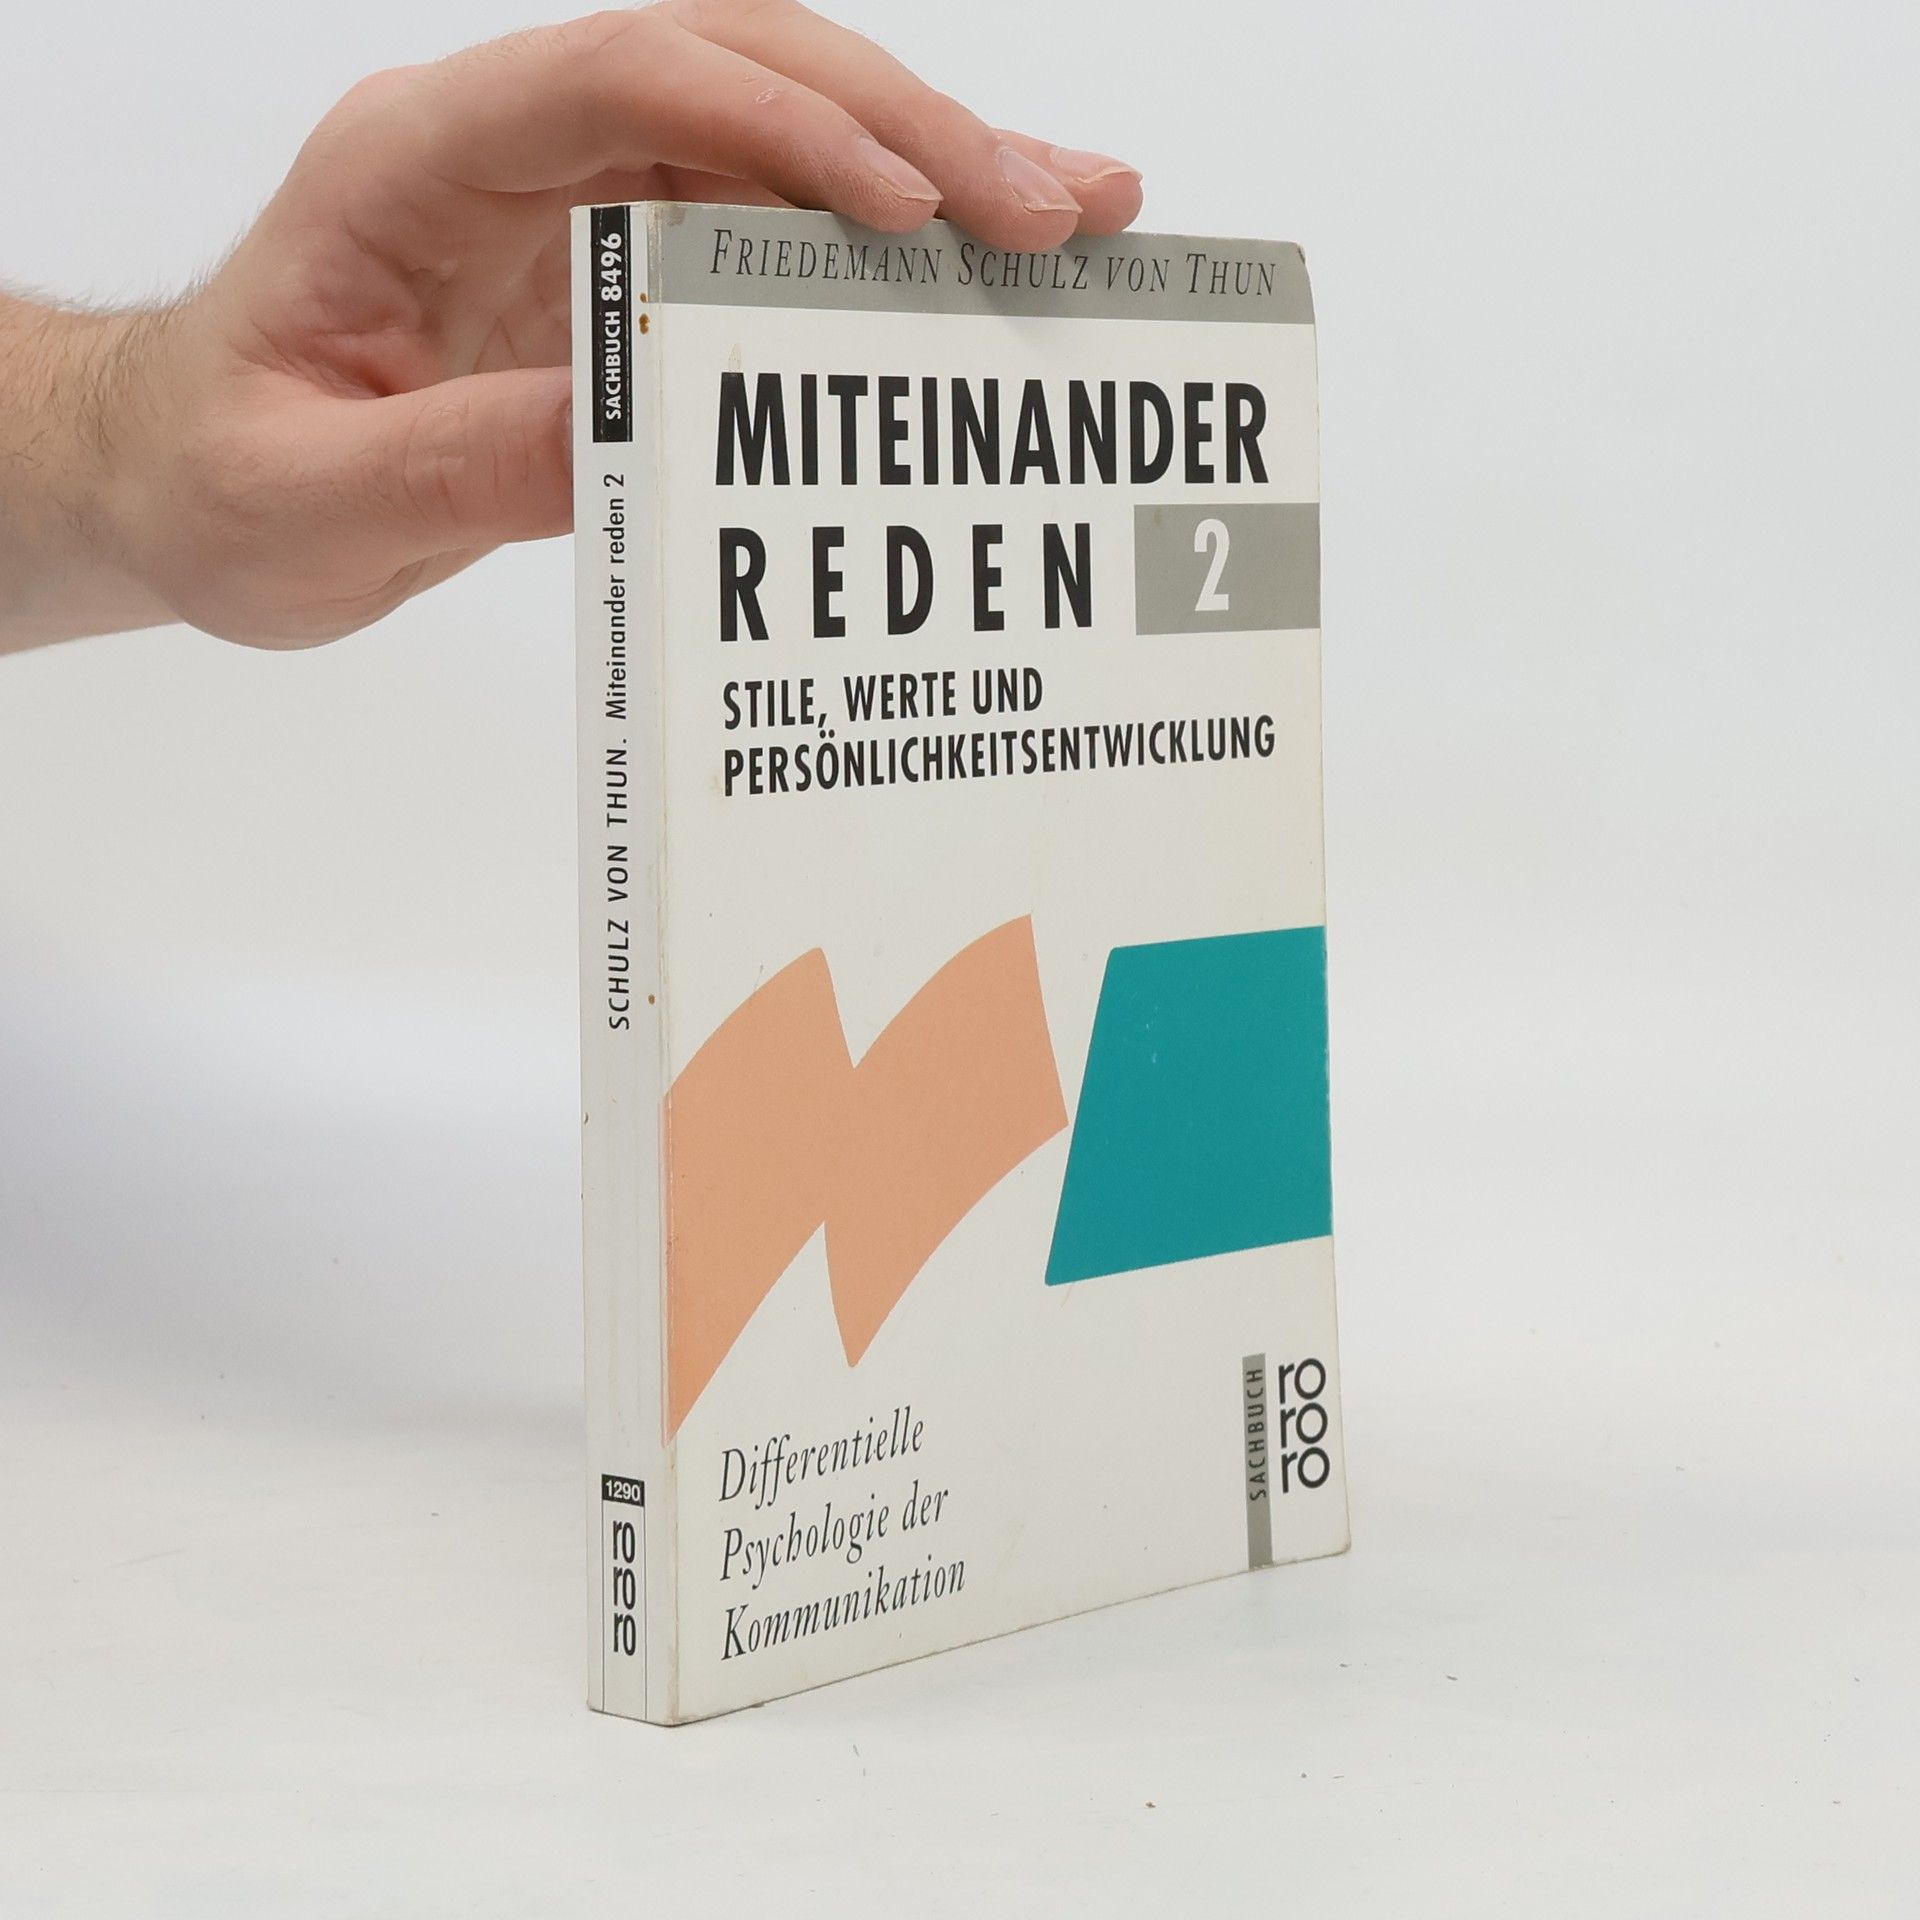 SACHBUCH 8496
SCHULZ VON THUN. Miteinander reden 2
1290
ro
ro
ro
FRIEDEMANN SCHULZ VON THUN
MITEINANDER
REDEN 2
STILE, WERTE UND
PERSÖNLICHKEITSENTWICKLUNG
Differentielle
Psychologie der
Kommunikation
SACHBUCH
ro
ro
ro